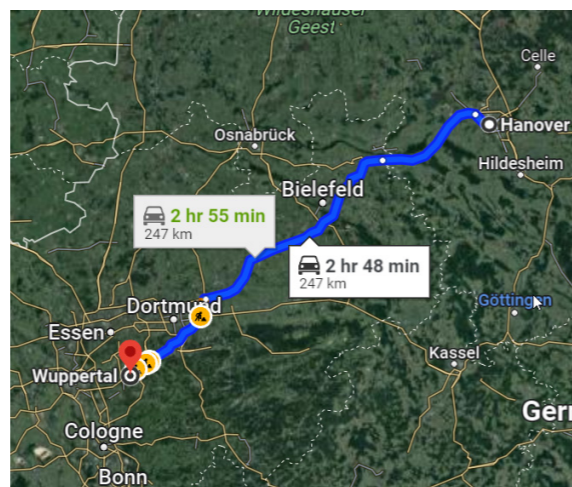 Wildeshauser
Geest
Celle
Hanover
Osnabrück
Hildesheim
Bielefeld
2 hr 55 min
247 km
2 hr 48 min
247 km
Dortmund
Göttingen
Essen
Kassel
Wuppertal
Gerr
Cologne
Bonn